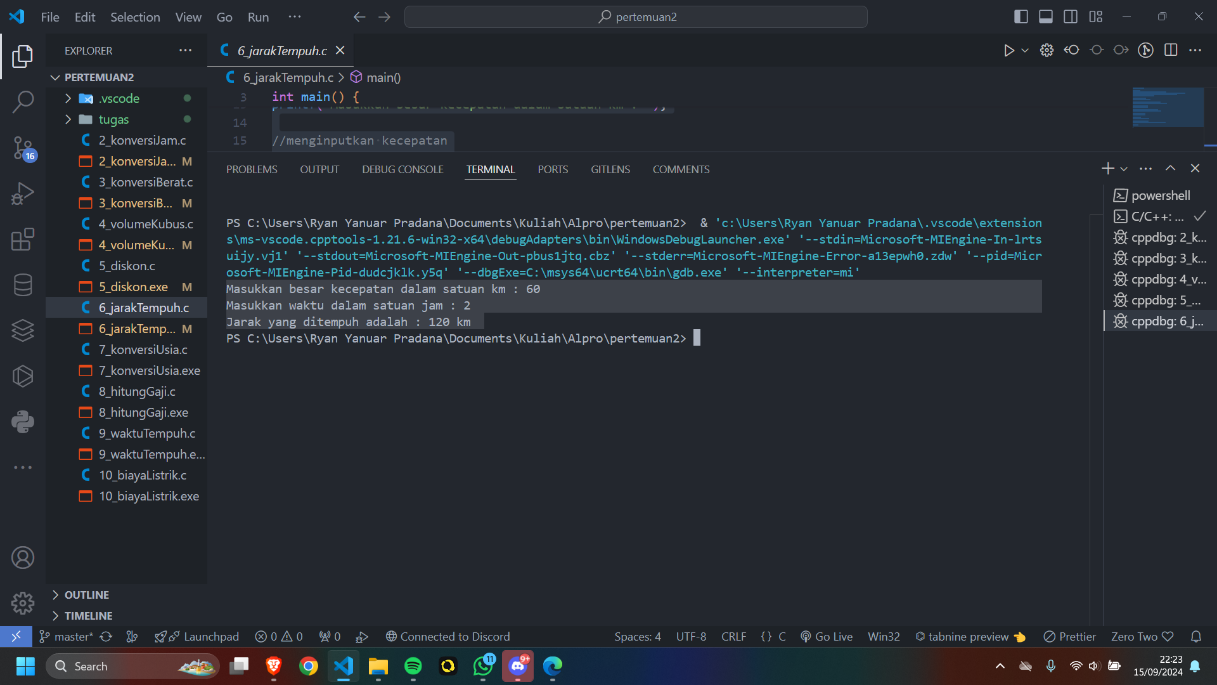 File Edit Selection View Go Run ··· pertemuan2
EXPLORER ···
PERTEMUAN2
.vscode
tugas
2_konversiJam.c
2_konversiJa... M
3_konversiBerat.c
3_konversiB... M
4_volumeKubus.c
4_volumeKu... M
5_diskon.c
5_diskon.exe M
6_jarakTempuh.c
6_jarakTemp... M
7_konversiUsia.c
7_konversiUsia.exe
8_hitungGaji.c
8_hitungGaji.exe
9_waktuTempuh.c
9_waktuTempuh.e...
10_biayaListrik.c
10_biayaListrik.exe
OUTLINE
TIMELINE
16
C 6_jarakTempuh.c
C 6_jarakTempuh.c > main()
3 int main() {
14
15 //menginputkan kecepatan
PROBLEMS OUTPUT DEBUG CONSOLE TERMINAL PORTS GITLENS COMMENTS
PS C:\Users\Ryan Yanuar Pradana\Documents\Kuliah\Alpro\pertemuan2> & 'c:\Users\Ryan Yanuar Pradana\.vscode\extension
s\ms-vscode.cpptools-1.21.6-win32-x64\debugAdapters\bin\WindowsDebugLauncher.exe' '--stdin=Microsoft-MIEngine-In-lrts
uijy.vj1' '--stdout=Microsoft-MIEngine-Out-pbus1jtq.cbz' '--stderr=Microsoft-MIEngine-Error-a13epwh0.zdw' '--pid=Micr
osoft-MIEngine-Pid-dudcjklk.y5q' '--dbgExe=C:\msys64\ucrt64\bin\gdb.exe' '--interpreter=mi'
Masukkan besar kecepatan dalam satuan km : 60
Masukkan waktu dalam satuan jam : 2
Jarak yang ditempuh adalah : 120 km
PS C:\Users\Ryan Yanuar Pradana\Documents\Kuliah\Alpro\pertemuan2>
powershell
C/C++: ...
cppdbg: 2_k...
cppdbg: 3_k...
cppdbg: 4_v...
cppdbg: 5_...
cppdbg: 6_j...
master* Launchpad 0 0 0 Connected to Discord Spaces: 4 UTF-8 CRLF {} C Go Live Win32 tabnine preview Prettier Zero Two
Search 11 9+ 22:23
15/09/2024